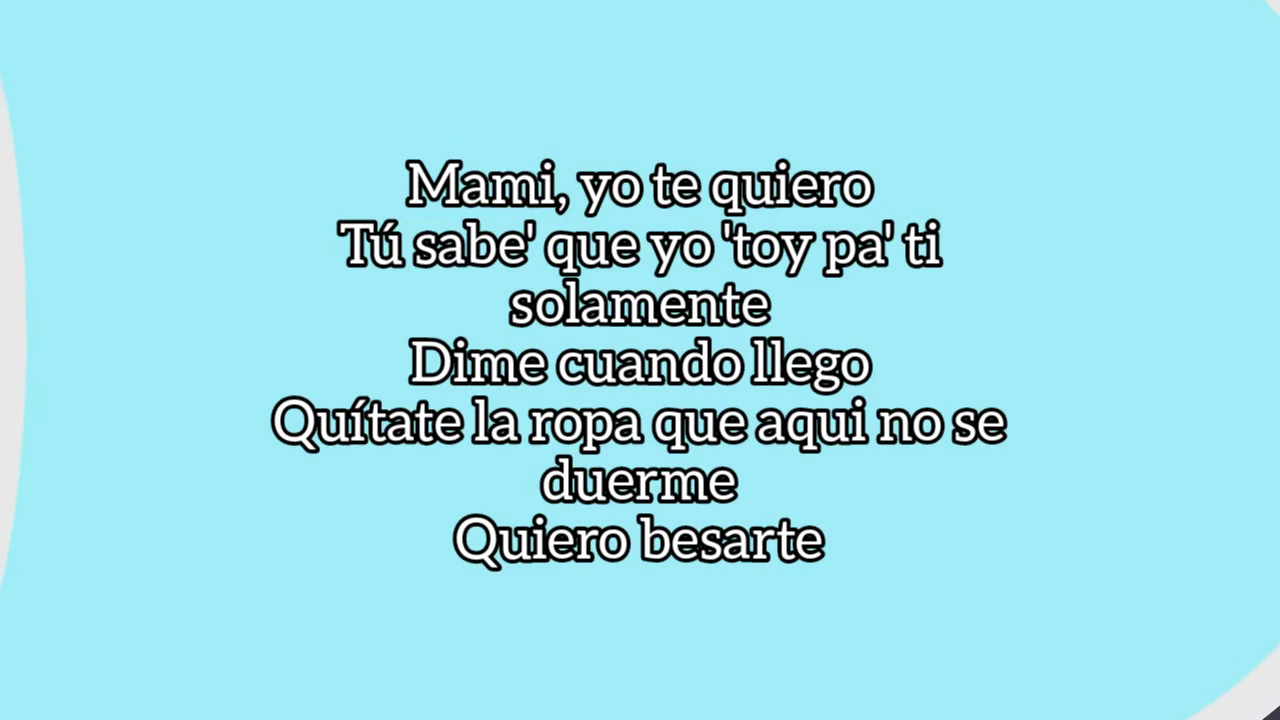 Mami, yo te quiero
Tú sabe' que yo 'toy pa' ti
solamente
Dime cuando llego
Quítate la ropa que aqui no se
duerme
Quiero besarte